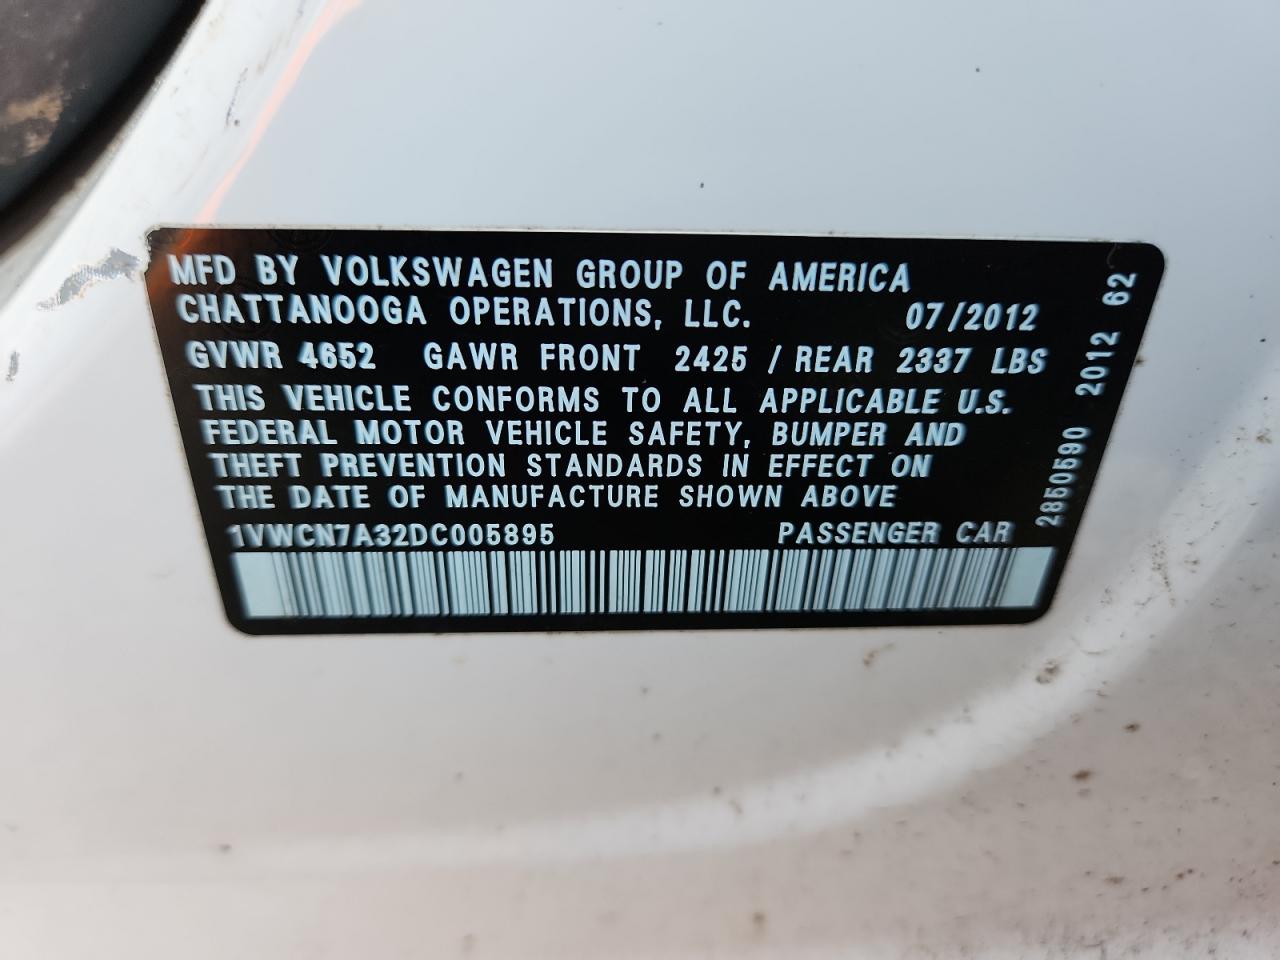 MFD BY VOLKSWAGEN GROUP OF AMERICA
CHATTANOOGA OPERATIONS, LLC. 07/2012
GVWR 4652 GAWR FRONT 2425 / REAR 2337 LBS
THIS VEHICLE CONFORMS TO ALL APPLICABLE U.S.
FEDERAL MOTOR VEHICLE SAFETY, BUMPER AND
THEFT PREVENTION STANDARDS IN EFFECT ON
THE DATE OF MANUFACTURE SHOWN ABOVE
1VWCN7A32DC005895 PASSENGER CAR
2850590 2012 62